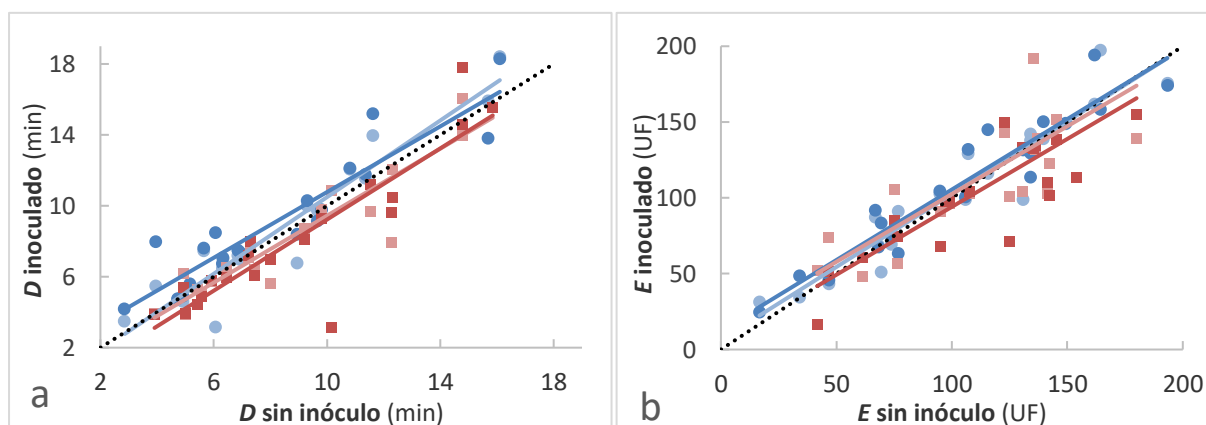 18
14
10
6
2
D inoculado (min)
2 6 10 14 18
D sin inóculo (min)
a
200
150
100
50
0
E inoculado (UF)
0 50 100 150 200
E sin inóculo (UF)
b